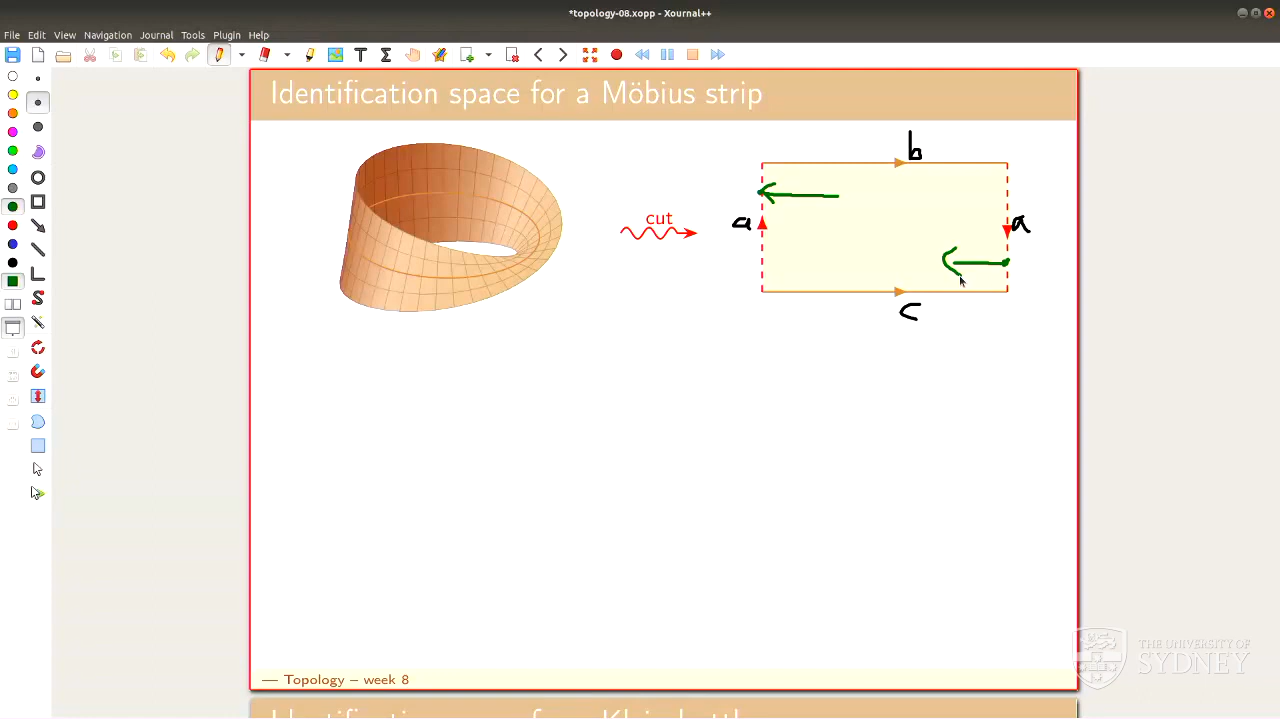 *topology-08.xopp - Xournal++
File Edit View Navigation Journal Tools Plugin Help
Identification space for a Möbius strip
b
cut
a
a
c
— Topology – week 8
THE UNIVERSITY OF
SYDNEY